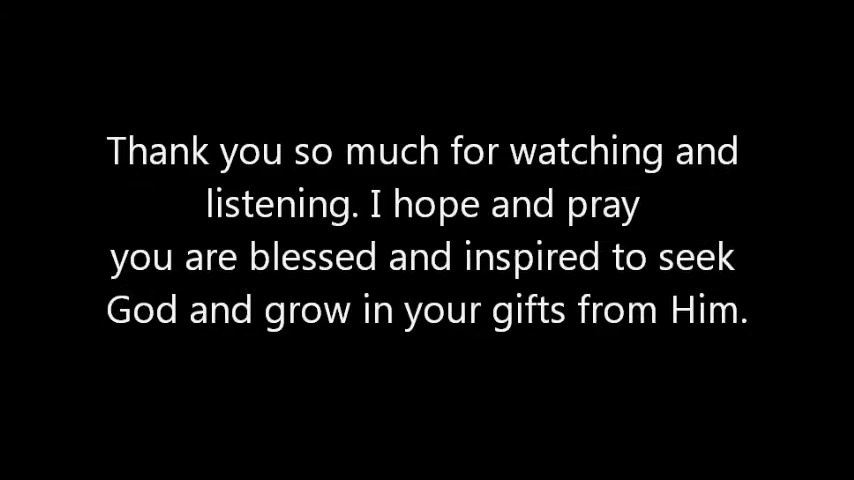 Thank you so much for watching and
listening. I hope and pray
you are blessed and inspired to seek
God and grow in your gifts from Him.